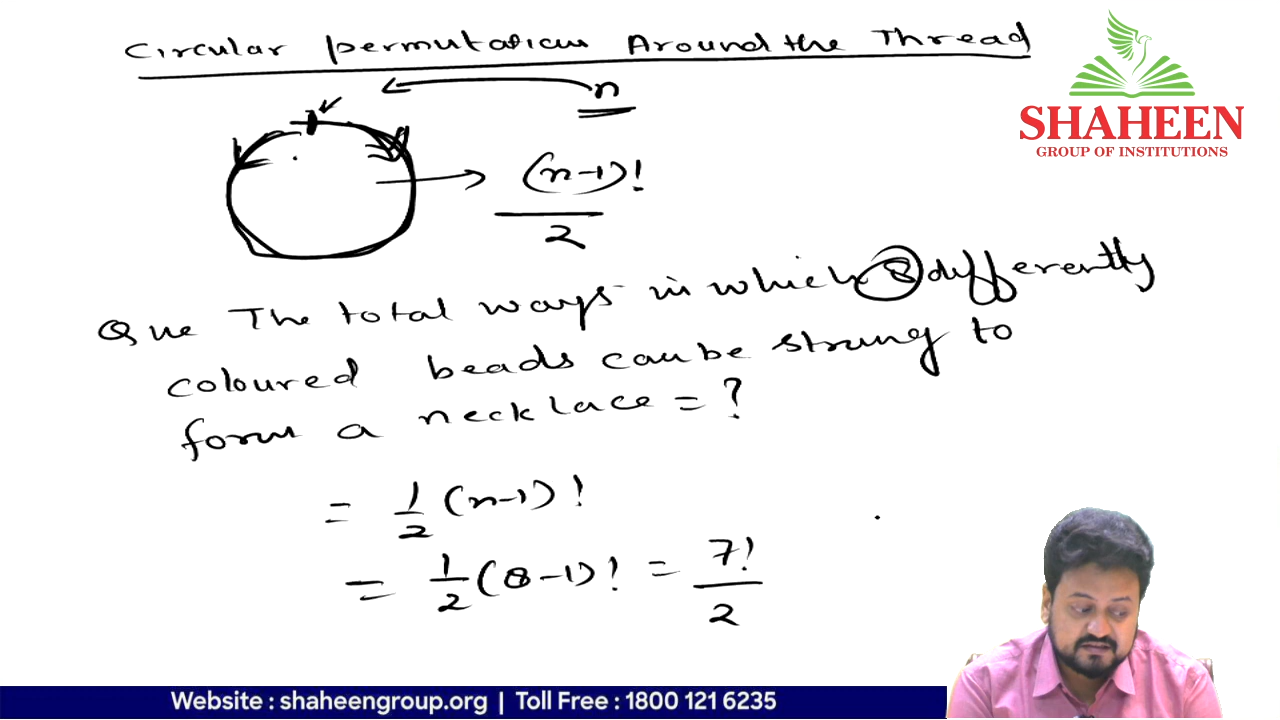 Circular permutations Around the Thread
n
(n-1)!
2
Que The total ways in which 8 differently
coloured beads can be strung to
form a necklace = ?
= 1/2 (n-1)!
= 1/2 (8-1)! = 7!/2
SHAHEEN
GROUP OF INSTITUTIONS
Website : shaheengroup.org | Toll Free : 1800 121 6235